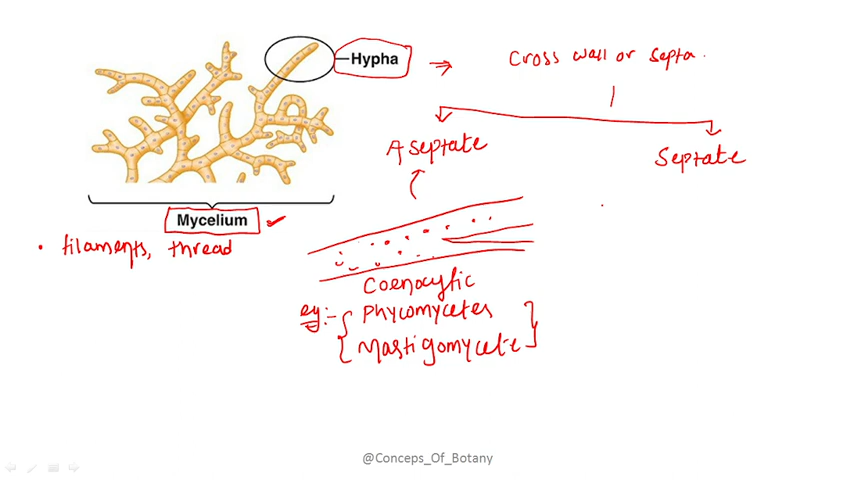 Hypha
Cross wall or septa.
Aseptate
Septate
Mycelium
• filaments, thread
Coenocytic
eg:- Phycomycetes
Mastigomycete
@Conceps_Of_Botany